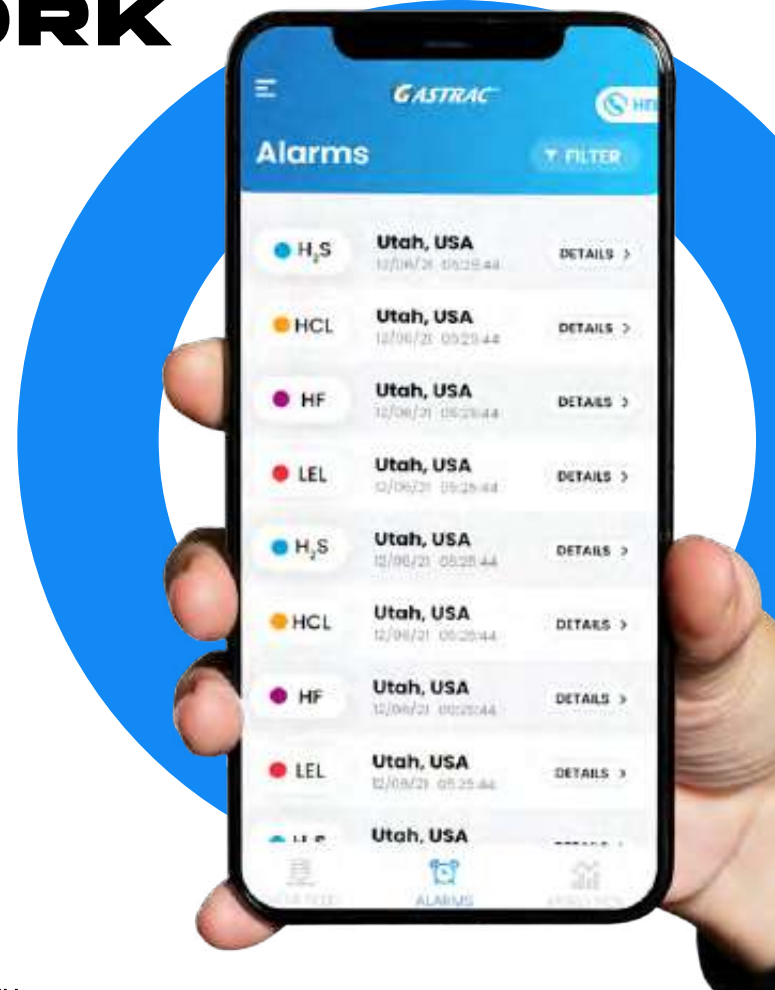 ORK
GASTRAC
HEL
Alarms
FILTER
H₂S Utah, USA DETAILS >
12/06/21 05:25:44
HCL Utah, USA DETAILS >
12/06/21 05:25:44
HF Utah, USA DETAILS >
12/06/21 05:25:44
LEL Utah, USA DETAILS >
12/06/21 05:25:44
H₂S Utah, USA DETAILS >
12/06/21 05:25:44
HCL Utah, USA DETAILS >
12/06/21 05:25:44
HF Utah, USA DETAILS >
12/06/21 05:25:44
LEL Utah, USA DETAILS >
12/06/21 05:25:44
Utah, USA
ALARMS